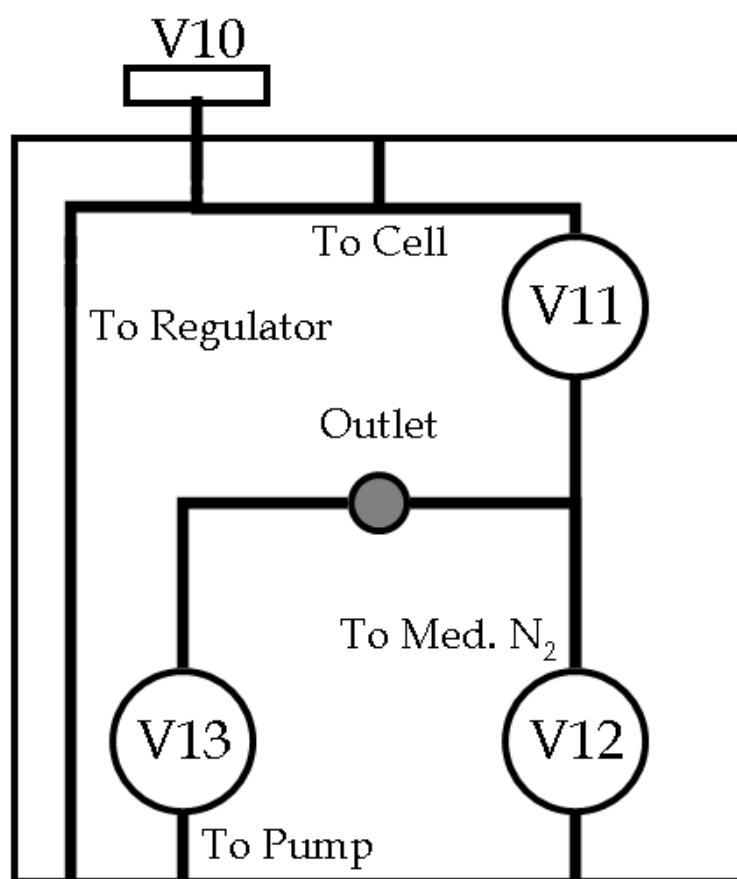 V10
To Cell
V11
To Regulator
Outlet
To Med. N₂
V13
V12
To Pump